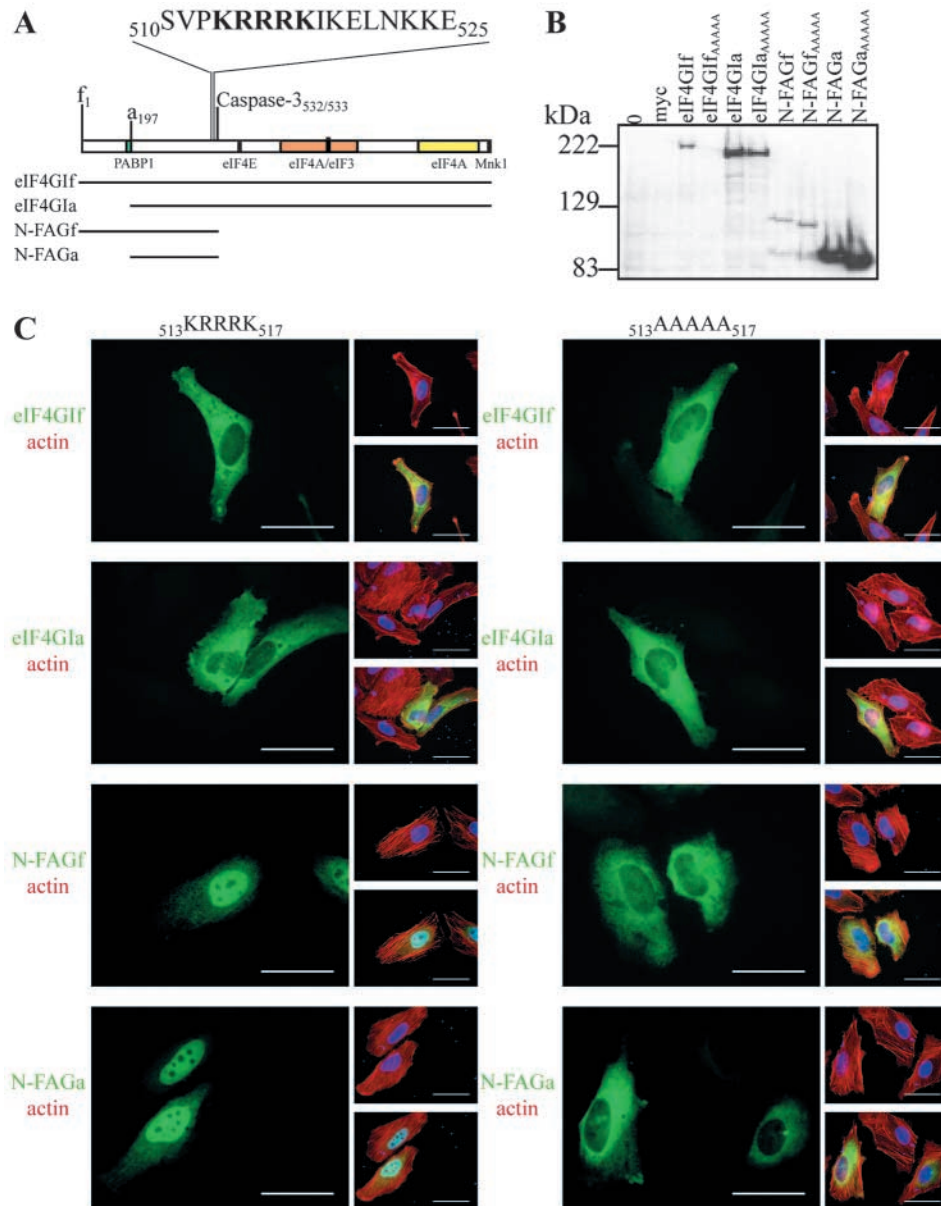 A
510SVPKRRRKIKELNKKE525
f1
a197
Caspase-3532/533
PABP1
eIF4E
eIF4A/eIF3
eIF4A
Mnk1
eIF4GIf
eIF4GIa
N-FAGf
N-FAGa
B
kDa
0
myc
eIF4GIf
eIF4GIfAAAAA
eIF4GIa
eIF4GIaAAAAA
N-FAGf
N-FAGfAAAAA
N-FAGa
N-FAGaAAAAA
222
129
83
C
513KRRRK517
513AAAAA517
eIF4GIf
actin
eIF4GIf
actin
eIF4GIa
actin
eIF4GIa
actin
N-FAGf
actin
N-FAGf
actin
N-FAGa
actin
N-FAGa
actin